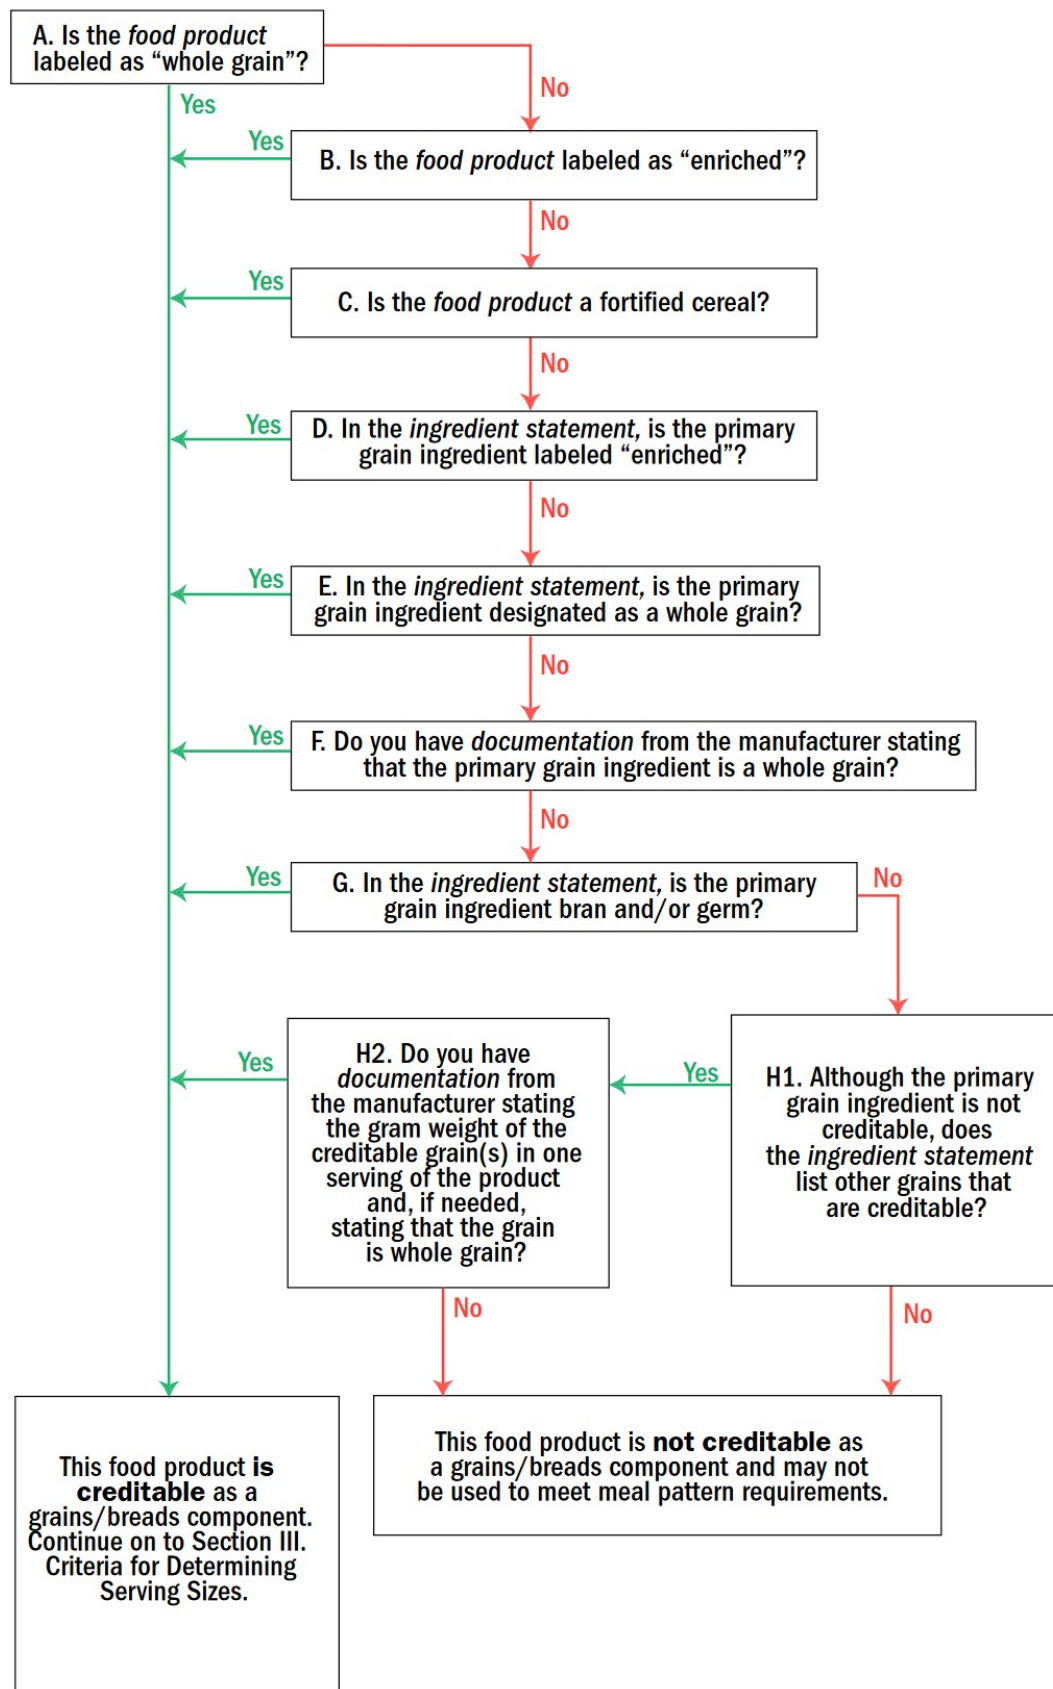 A. Is the food product
labeled as “whole grain”?
No
Yes
Yes
B. Is the food product labeled as “enriched”?
No
Yes
C. Is the food product a fortified cereal?
No
Yes
D. In the ingredient statement, is the primary
grain ingredient labeled “enriched”?
No
Yes
E. In the ingredient statement, is the primary
grain ingredient designated as a whole grain?
No
Yes
F. Do you have documentation from the manufacturer stating
that the primary grain ingredient is a whole grain?
No
Yes
G. In the ingredient statement, is the primary
grain ingredient bran and/or germ?
No
Yes
H2. Do you have
documentation from
the manufacturer stating
the gram weight of the
creditable grain(s) in one
serving of the product
and, if needed,
stating that the grain
is whole grain?
Yes
H1. Although the primary
grain ingredient is not
creditable, does
the ingredient statement
list other grains that
are creditable?
No
No
This food product is
creditable as a
grains/breads component.
Continue on to Section III.
Criteria for Determining
Serving Sizes.
This food product is not creditable as
a grains/breads component and may not
be used to meet meal pattern requirements.